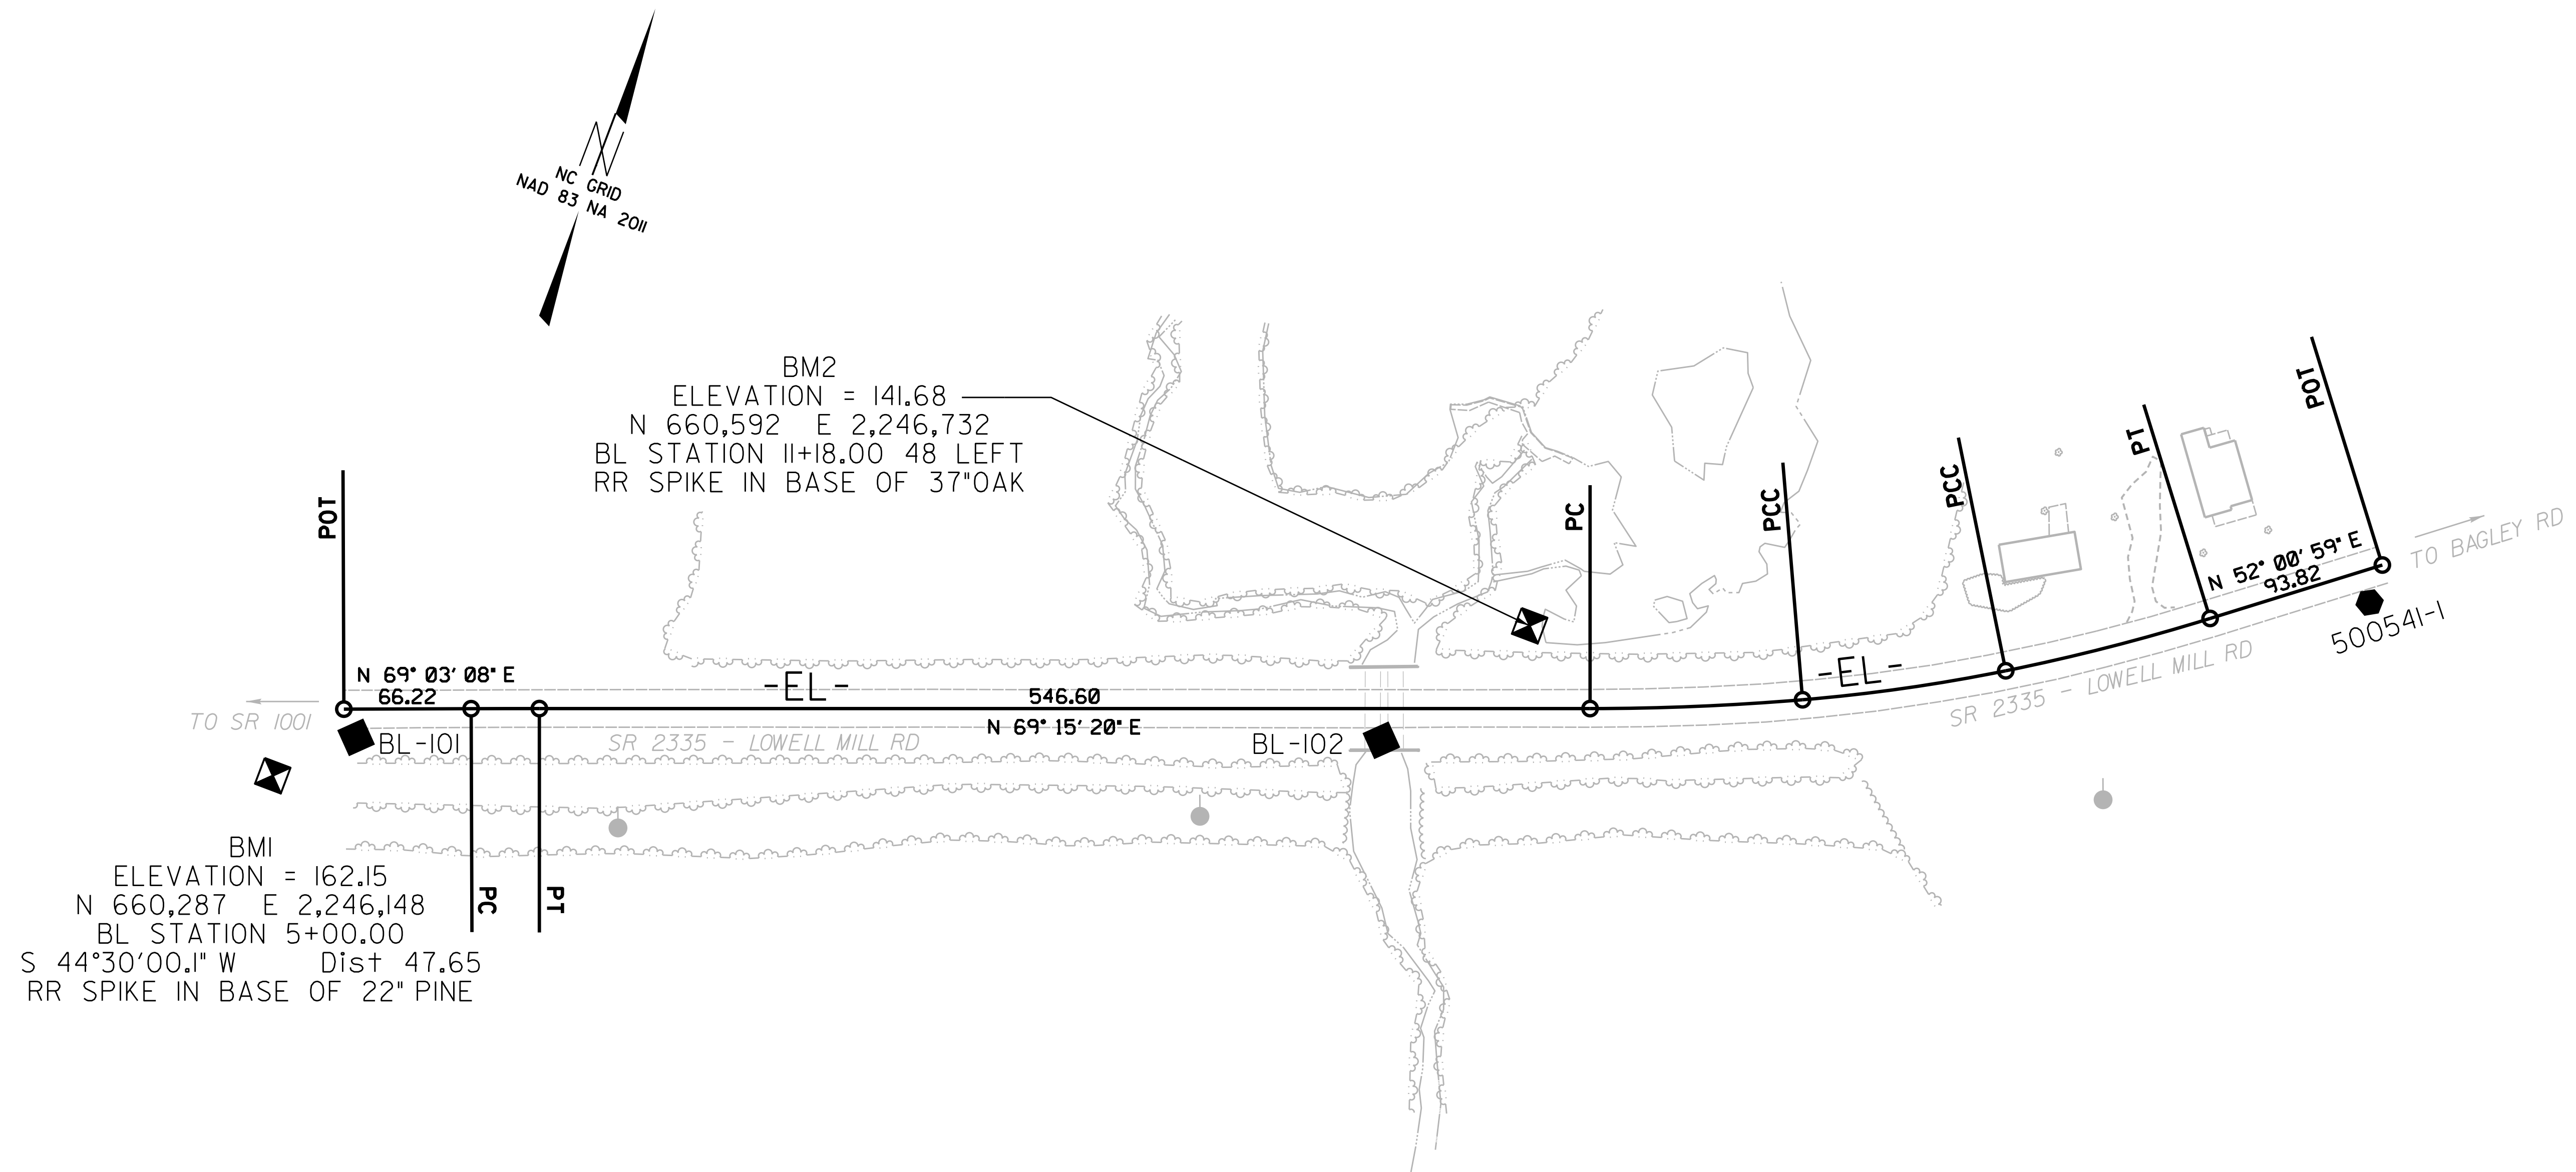 NC GRID
NAD 83 NA 2011
BM2
ELEVATION = 141.68
N 660,592 E 2,246,732
BL STATION 11+18.00 48 LEFT
RR SPIKE IN BASE OF 37"OAK
POT
PC
PCC
PCC
PT
POT
N 52° 00' 59" E
93.82
TO BAGLEY RD
500541-1
N 69° 03' 08" E
66.22
-EL-
546.60
N 69° 15' 20" E
-EL-
SR 2335 - LOWELL MILL RD
TO SR 1001
BL-101
SR 2335 - LOWELL MILL RD
BL-102
PC
PT
BM1
ELEVATION = 162.15
N 660,287 E 2,246,148
BL STATION 5+00.00
S 44°30'00.1" W Dist 47.65
RR SPIKE IN BASE OF 22" PINE